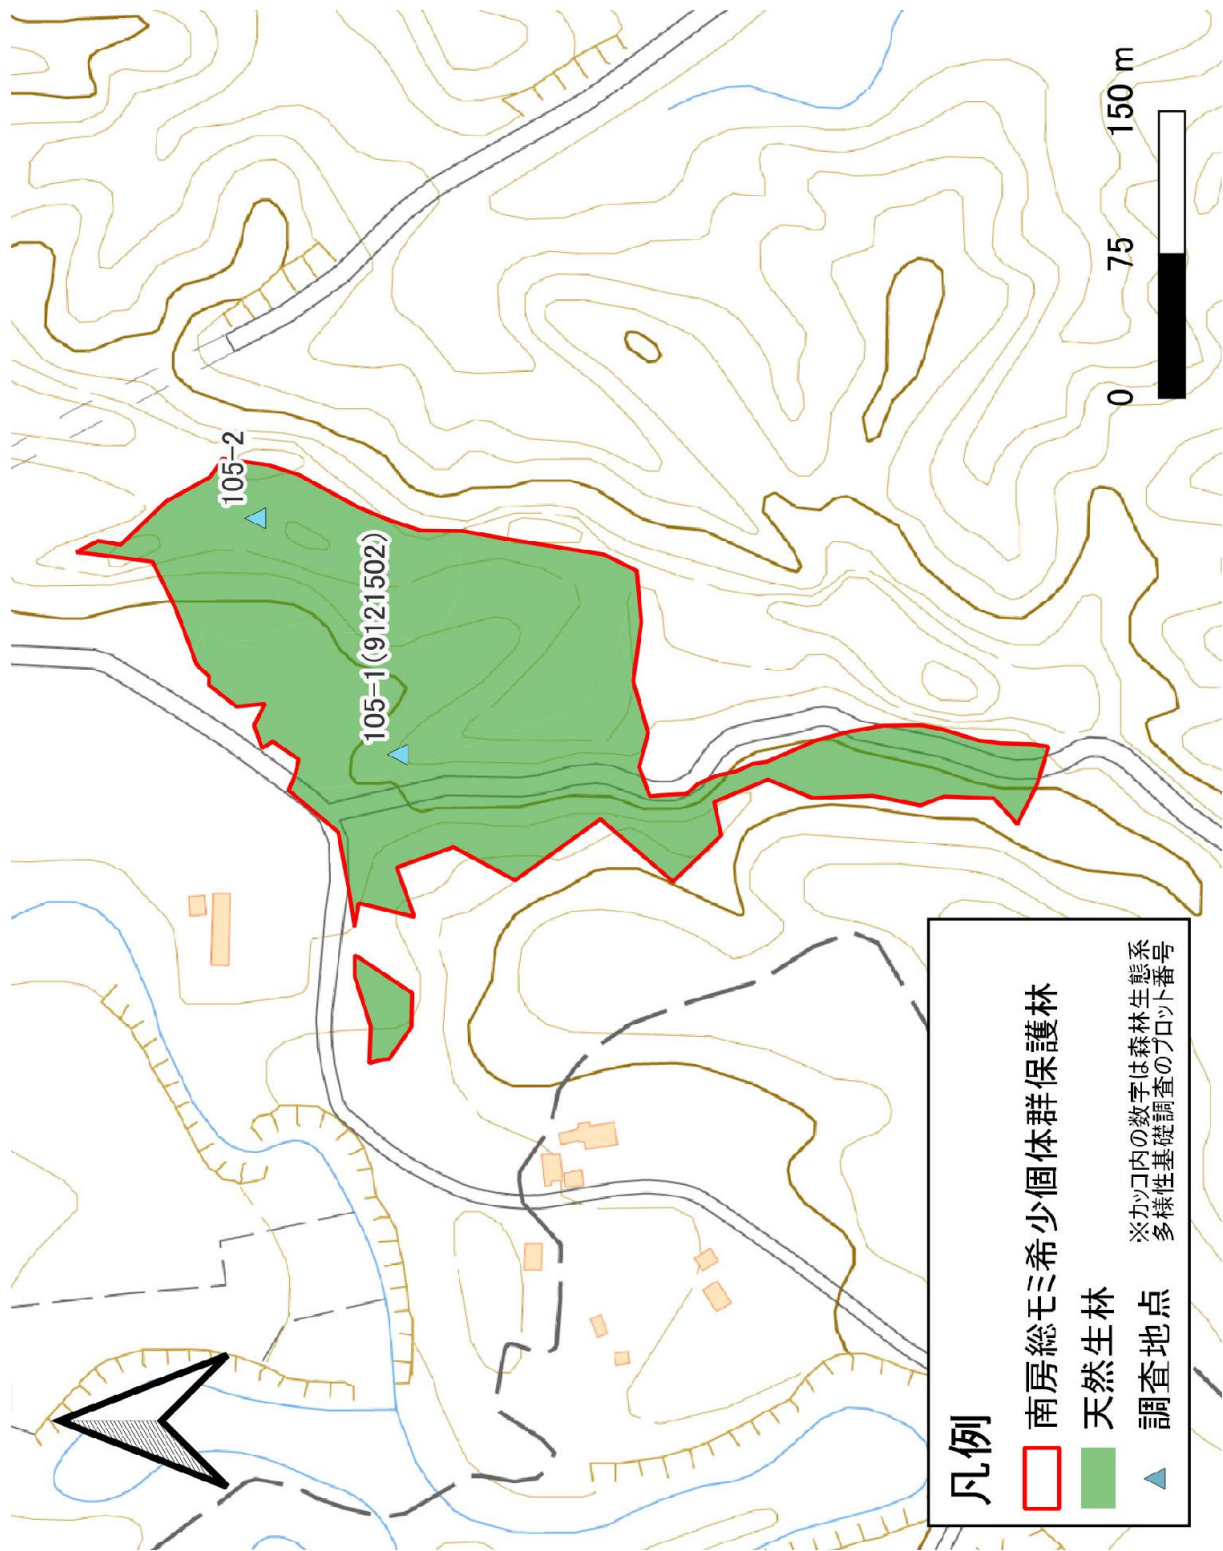 105-2
105-1(9121502)
0 75 150 m
凡例
南房総モミ希少個体群保護林
天然生林
調査地点
※カッコ内の数字は森林生態系
多様性基礎調査のプロット番号